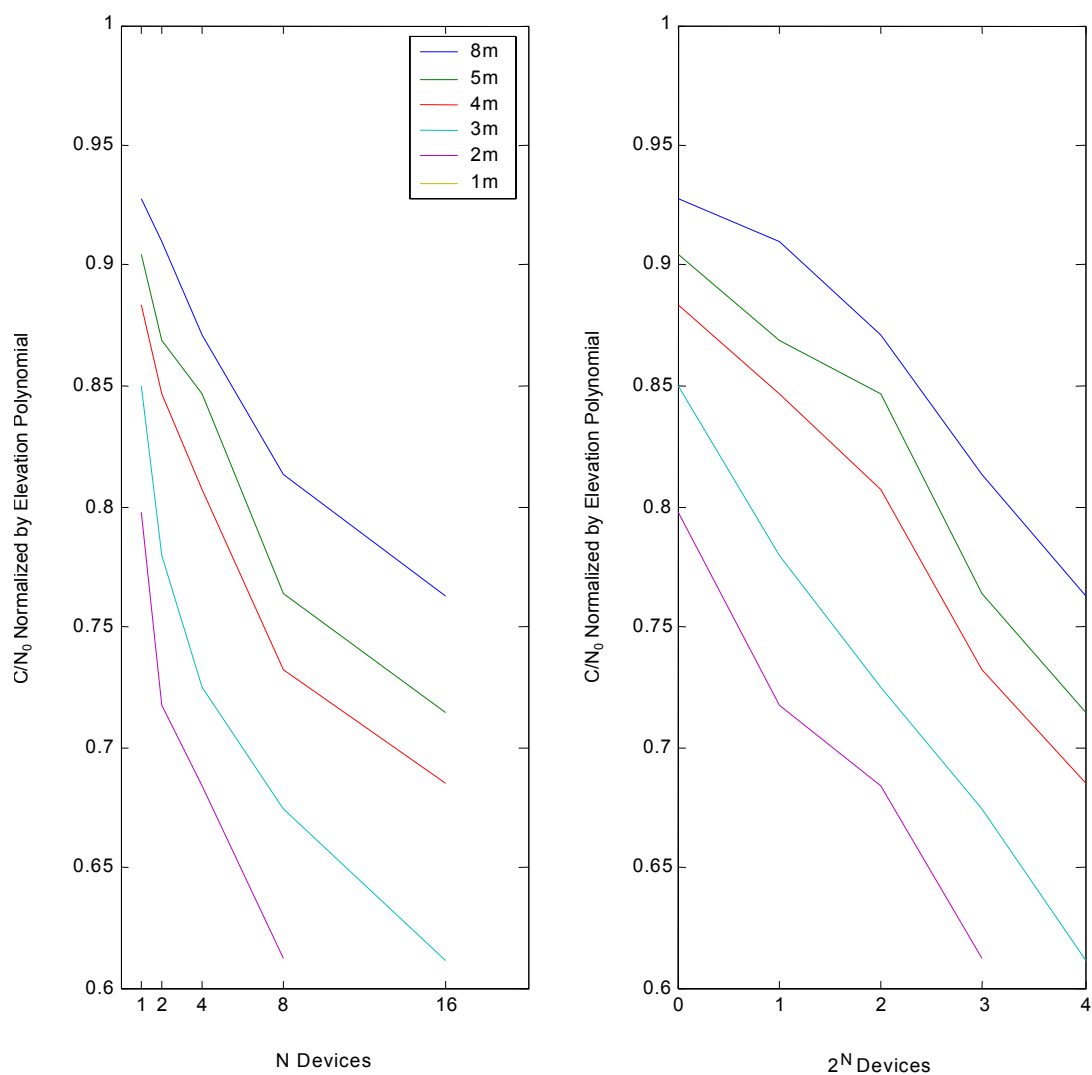 1
0.95
0.9
0.85
0.8
0.75
0.7
0.65
0.6
C/N0 Normalized by Elevation Polynomial
8m
5m
4m
3m
2m
1m
1 2 4 8 16
N Devices
1
0.95
0.9
0.85
0.8
0.75
0.7
0.65
0.6
C/N0 Normalized by Elevation Polynomial
0 1 2 3 4
2^N Devices